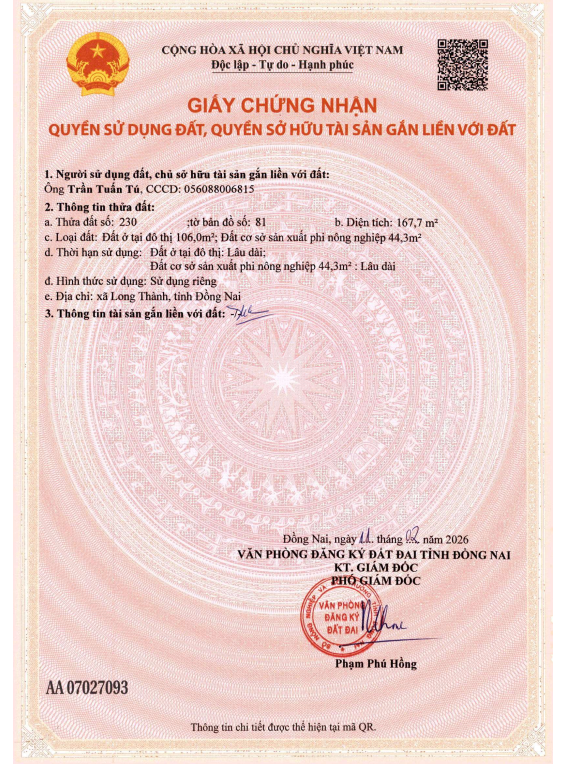 CỘNG HÒA XÃ HỘI CHỦ NGHĨA VIỆT NAM
Độc lập - Tự do - Hạnh phúc
GIẤY CHỨNG NHẬN
QUYỀN SỬ DỤNG ĐẤT, QUYỀN SỞ HỮU TÀI SẢN GẮN LIỀN VỚI ĐẤT
1. Người sử dụng đất, chủ sở hữu tài sản gắn liền với đất:
Ông Trần Tuấn Tú, CCCD: 056088006815
2. Thông tin thửa đất:
a. Thửa đất số: 230 ;tờ bản đồ số: 81 b. Diện tích: 167,7 m²
c. Loại đất: Đất ở tại đô thị 106,0m²; Đất cơ sở sản xuất phi nông nghiệp 44,3m²
d. Thời hạn sử dụng: Đất ở tại đô thị: Lâu dài;
Đất cơ sở sản xuất phi nông nghiệp 44,3m² : Lâu dài
đ. Hình thức sử dụng: Sử dụng riêng
e. Địa chỉ: xã Long Thành, tỉnh Đồng Nai
3. Thông tin tài sản gắn liền với đất: -/-
Đồng Nai, ngày 11 tháng 02 năm 2026
VĂN PHÒNG ĐĂNG KÝ ĐẤT ĐAI TỈNH ĐỒNG NAI
KT. GIÁM ĐỐC
PHÓ GIÁM ĐỐC
VĂN PHÒNG
ĐĂNG KÝ
ĐẤT ĐAI
Phạm Phú Hồng
AA 07027093
Thông tin chi tiết được thể hiện tại mã QR.